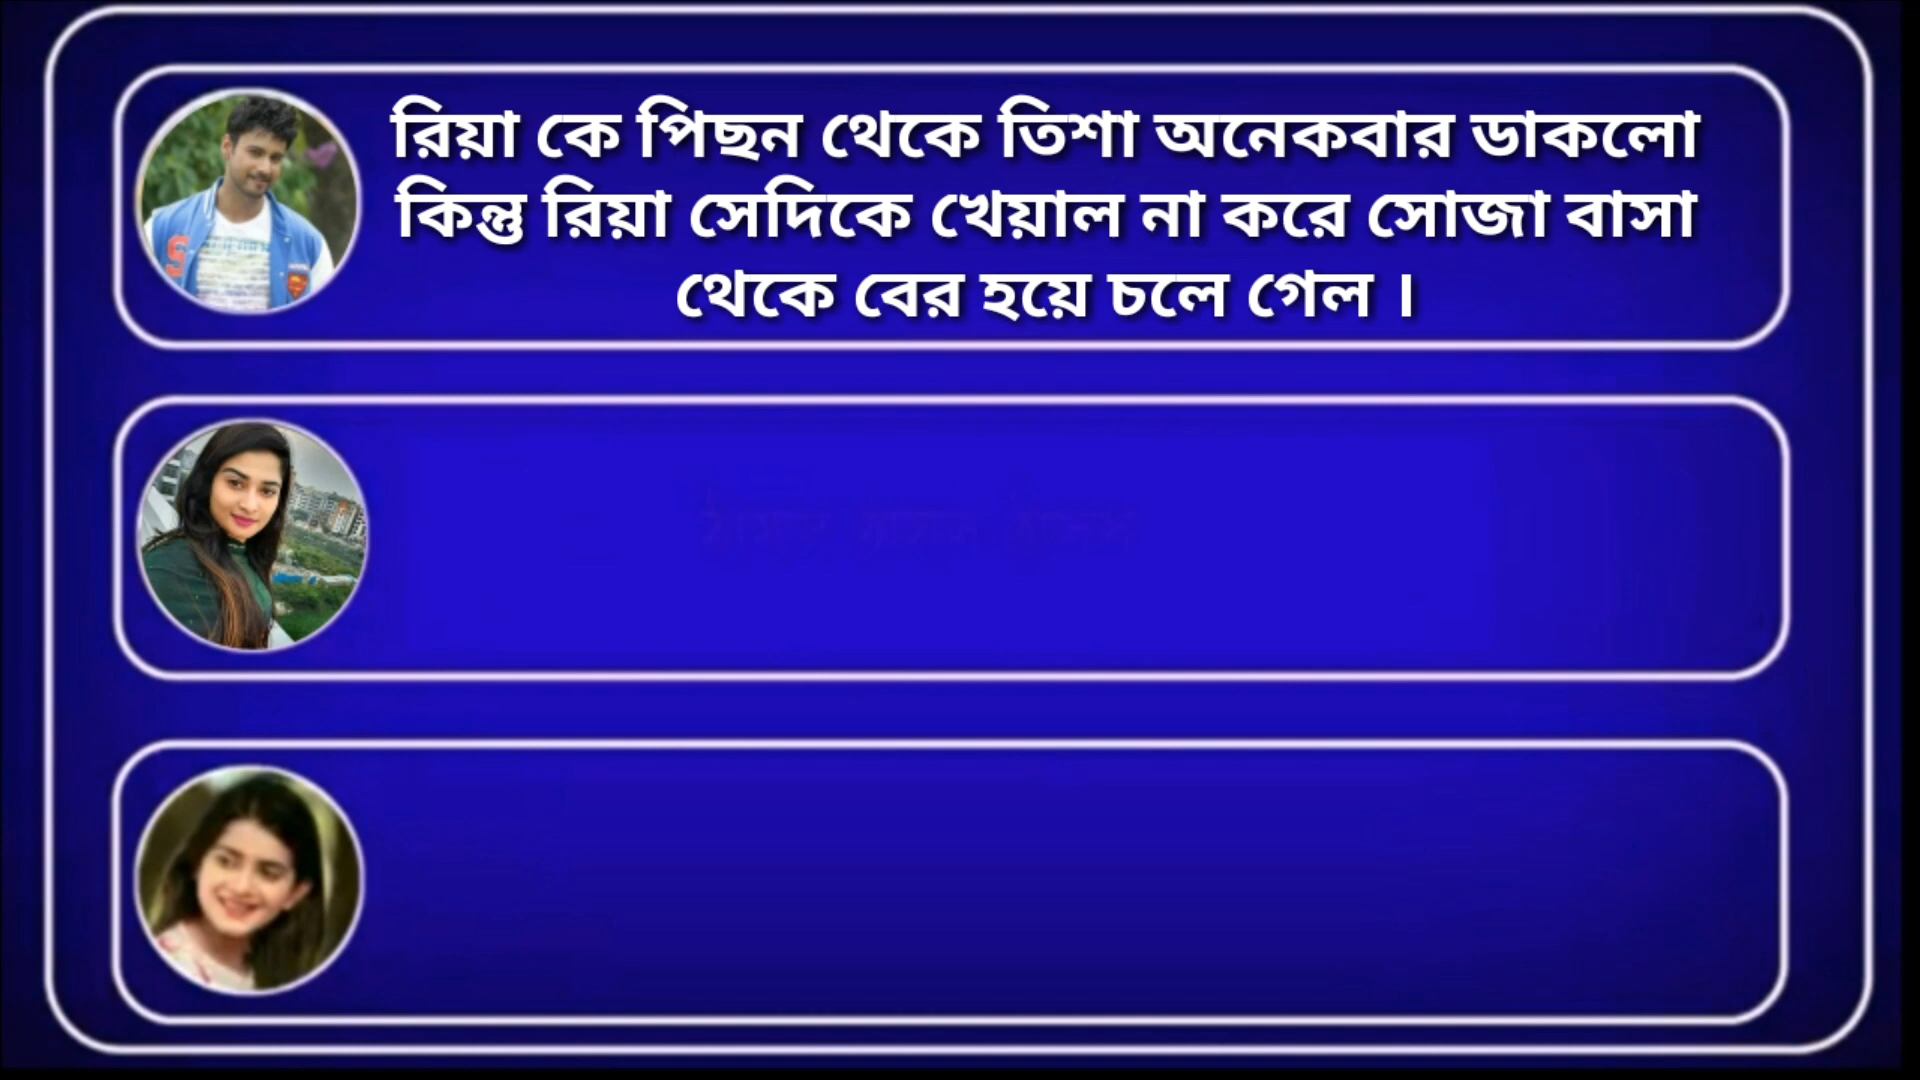 রিয়া কে পিছন থেকে তিশা অনেকবার ডাকলো
কিন্তু রিয়া সেদিকে খেয়াল না করে সোজা বাসা
থেকে বের হয়ে চলে গেল ।